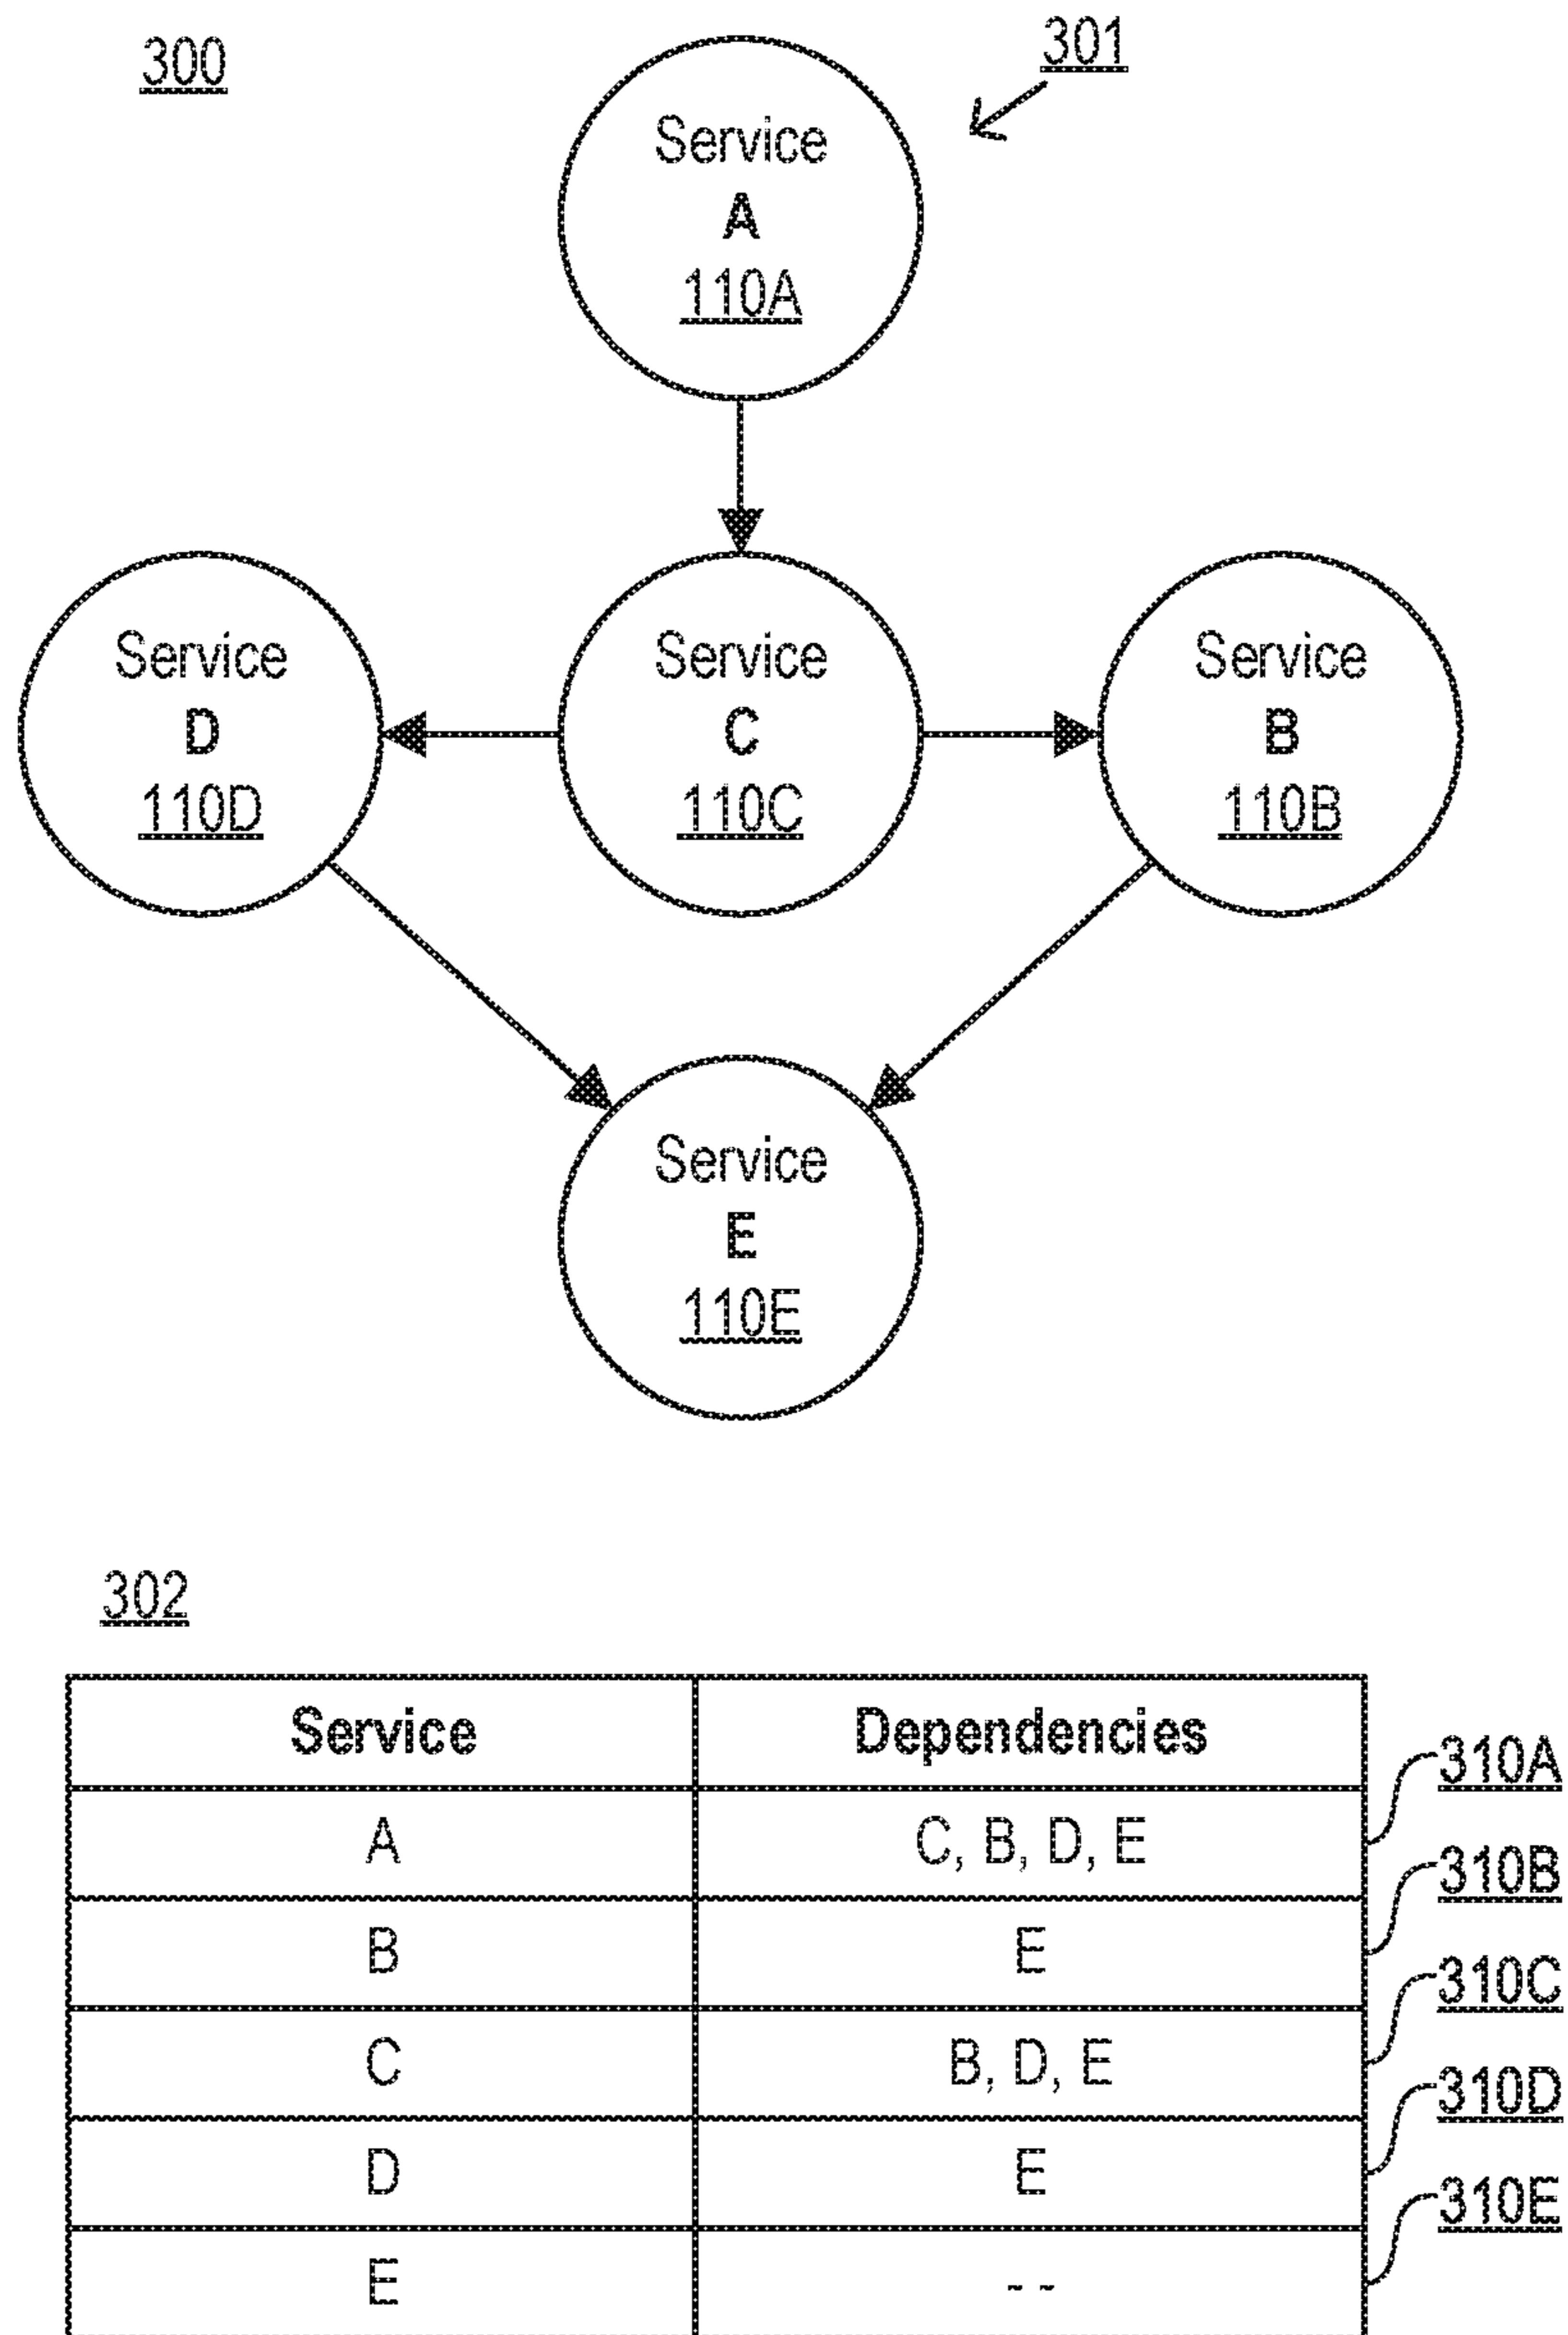 300
301
Service
A
110A
Service
D
110D
Service
C
110C
Service
B
110B
Service
E
110E
302
Service Dependencies
A C, B, D, E 310A
B E 310B
C B, D, E 310C
D E 310D
E -- 310E